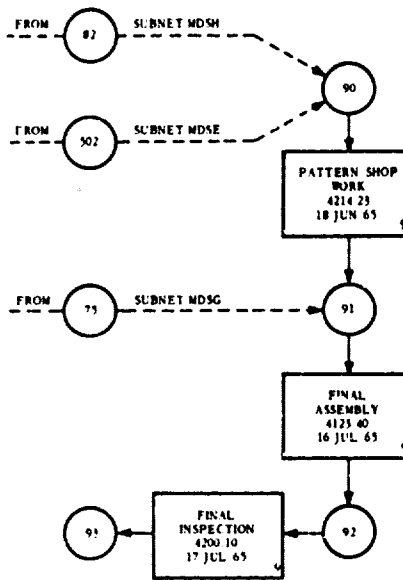 FROM
82
SUBNET MDSH
90
FROM
502
SUBNET MDSE
PATTERN SHOP
WORK
4214 23
18 JUN 65
FROM
75
SUBNET MDSG
91
FINAL
ASSEMBLY
4123 40
16 JUL 65
93
FINAL
INSPECTION
4200 10
17 JUL 65
92